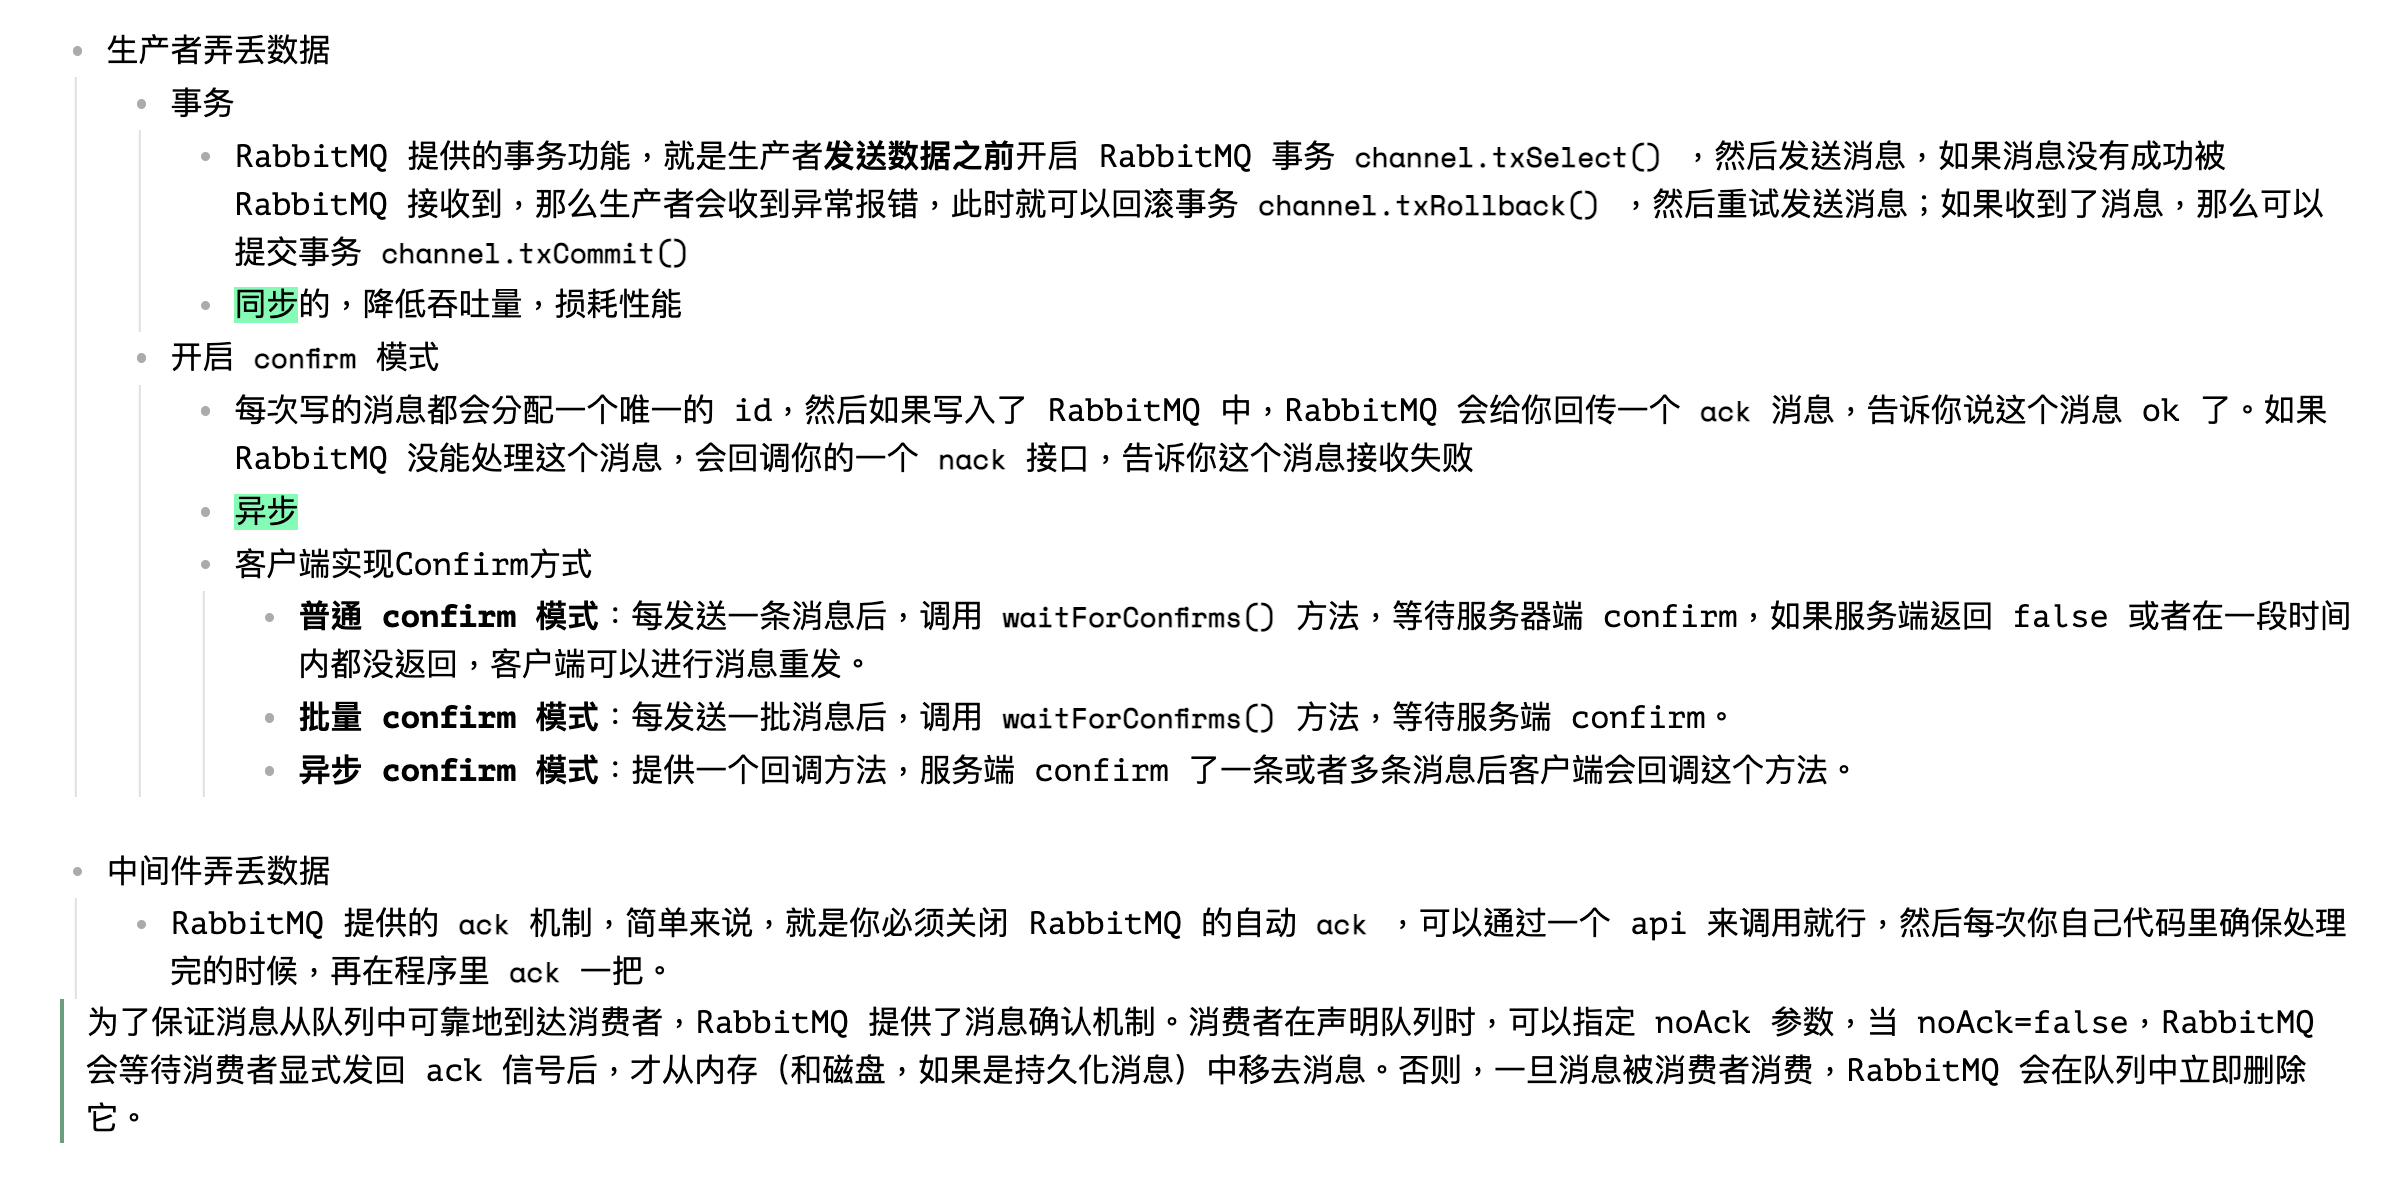 生产者弄丢数据
事务
RabbitMQ 提供的事务功能，就是生产者发送数据之前开启 RabbitMQ 事务 channel.txSelect() ，然后发送消息，如果消息没有成功被
RabbitMQ 接收到，那么生产者会收到异常报错，此时就可以回滚事务 channel.txRollback() ，然后重试发送消息；如果收到了消息，那么可以
提交事务 channel.txCommit()
同步的，降低吞吐量，损耗性能
开启 confirm 模式
每次写的消息都会分配一个唯一的 id，然后如果写入了 RabbitMQ 中，RabbitMQ 会给你回传一个 ack 消息，告诉你说这个消息 ok 了。如果
RabbitMQ 没能处理这个消息，会回调你的一个 nack 接口，告诉你这个消息接收失败
异步
客户端实现Confirm方式
普通 confirm 模式：每发送一条消息后，调用 waitForConfirms() 方法，等待服务器端 confirm，如果服务端返回 false 或者在一段时间
内都没返回，客户端可以进行消息重发。
批量 confirm 模式：每发送一批消息后，调用 waitForConfirms() 方法，等待服务端 confirm。
异步 confirm 模式：提供一个回调方法，服务端 confirm 了一条或者多条消息后客户端会回调这个方法。
中间件弄丢数据
RabbitMQ 提供的 ack 机制，简单来说，就是你必须关闭 RabbitMQ 的自动 ack ，可以通过一个 api 来调用就行，然后每次你自己代码里确保处理
完的时候，再在程序里 ack 一把。
为了保证消息从队列中可靠地到达消费者，RabbitMQ 提供了消息确认机制。消费者在声明队列时，可以指定 noAck 参数，当 noAck=false，RabbitMQ
会等待消费者显式发回 ack 信号后，才从内存（和磁盘，如果是持久化消息）中移去消息。否则，一旦消息被消费者消费，RabbitMQ 会在队列中立即删除
它。